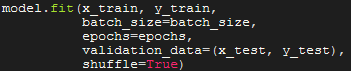 model.fit(x_train, y_train,
batch_size=batch_size,
epochs=epochs,
validation_data=(x_test, y_test),
shuffle=True)